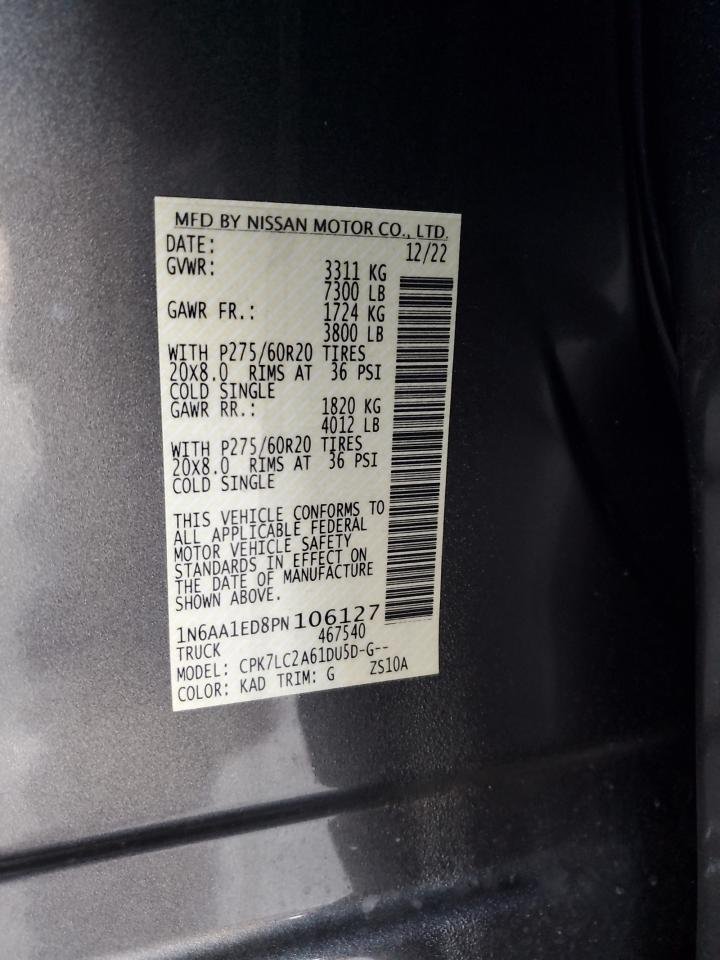 MFD BY NISSAN MOTOR CO., LTD.
DATE: 12/22
GVWR: 3311 KG
7300 LB
GAWR FR.: 1724 KG
3800 LB
WITH P275/60R20 TIRES
20X8.0 RIMS AT 36 PSI
COLD SINGLE
GAWR RR.: 1820 KG
4012 LB
WITH P275/60R20 TIRES
20X8.0 RIMS AT 36 PSI
COLD SINGLE
THIS VEHICLE CONFORMS TO
ALL APPLICABLE FEDERAL
MOTOR VEHICLE SAFETY
STANDARDS IN EFFECT ON
THE DATE OF MANUFACTURE
SHOWN ABOVE.
1N6AA1ED8PN106127
TRUCK 467540
MODEL: CPK7LC2A61DU5D-G--
COLOR: KAD TRIM: G ZS10A